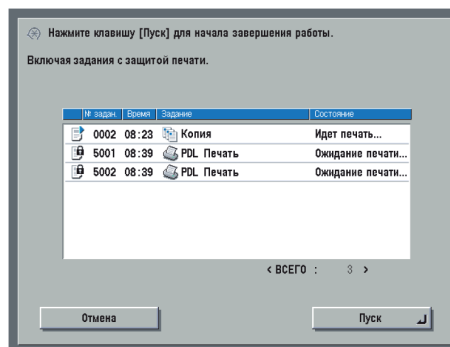 Нажмите клавишу [Пуск] для начала завершения работы.
Включая задания с защитой печати.
№ задан. Время Задание Состояние
0002 08:23 Копия Идет печать...
5001 08:39 PDL Печать Ожидание печати...
5002 08:39 PDL Печать Ожидание печати...
< ВСЕГО : 3 >
Отмена Пуск